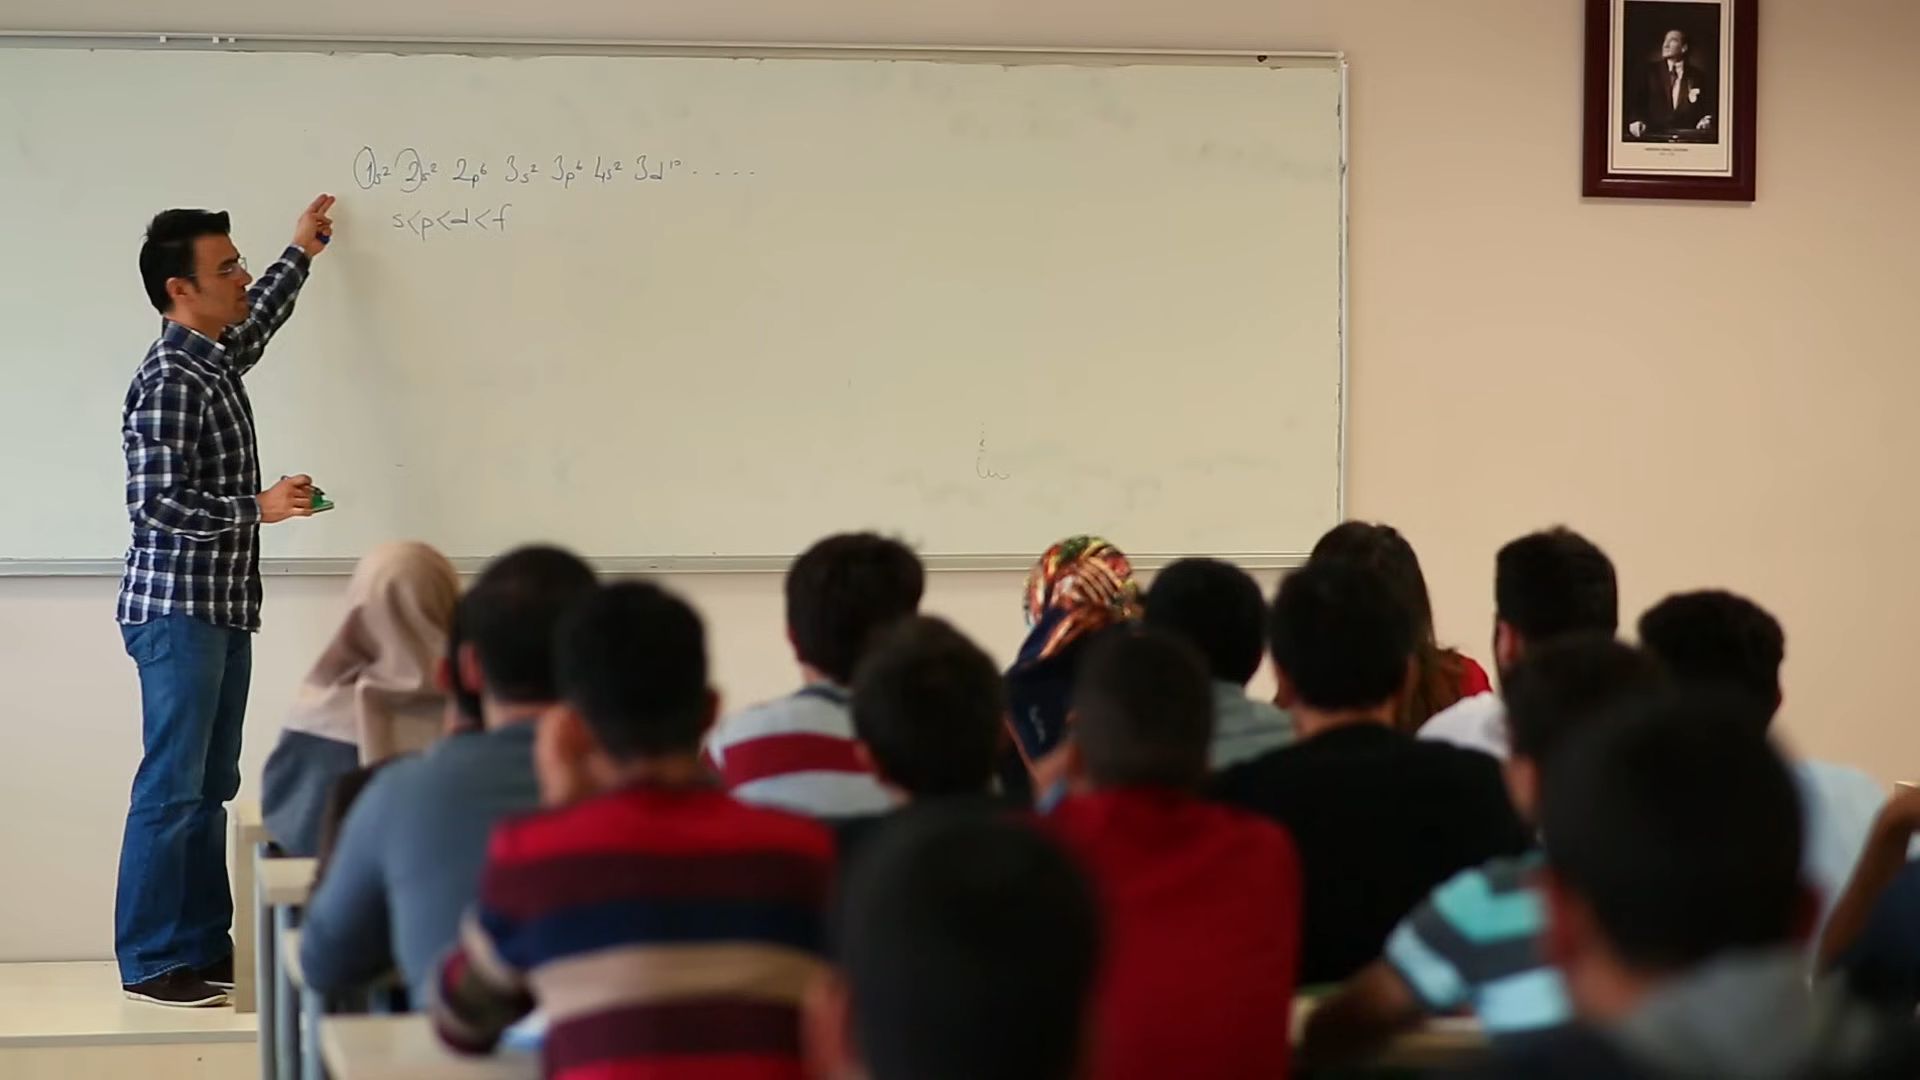 1s² 2s² 2p⁶ 3s² 3p⁶ 4s² 3d¹⁰ . . . .
s<p<d<f